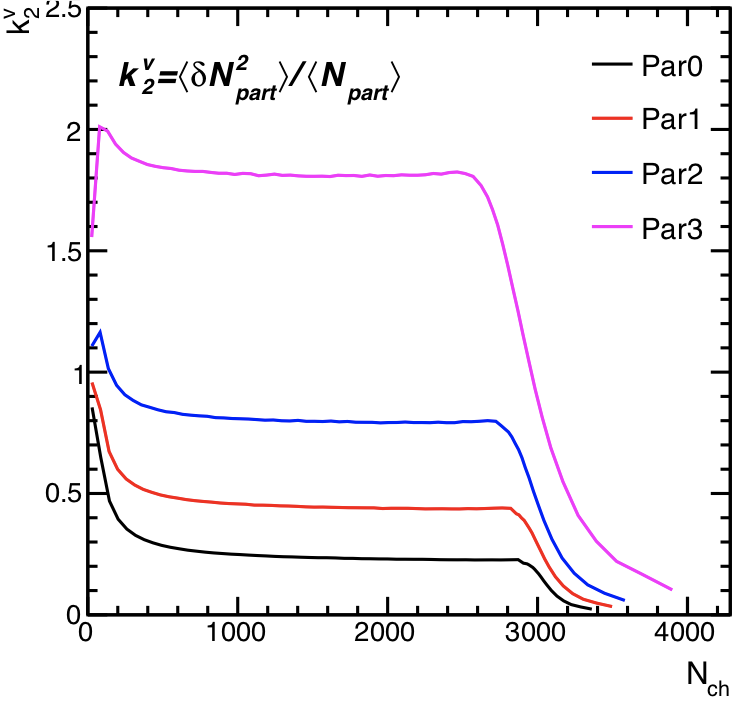 k₂ᵛ
2.5
2
1.5
1
0.5
0
k₂ᵛ=⟨δN²part⟩/⟨Npart⟩
Par0
Par1
Par2
Par3
0 1000 2000 3000 4000
Nch